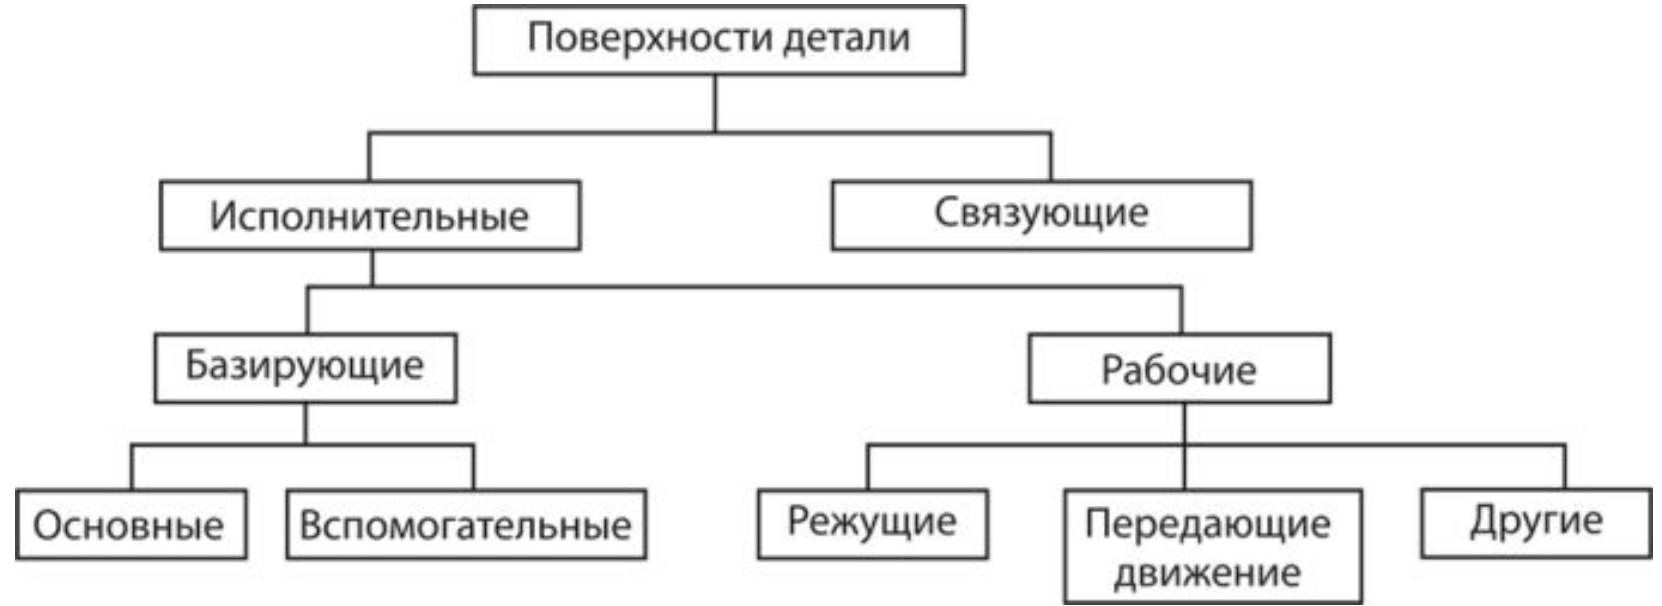 Поверхности детали
Исполнительные
Связующие
Базирующие
Рабочие
Основные
Вспомогательные
Режущие
Передающие
движение
Другие